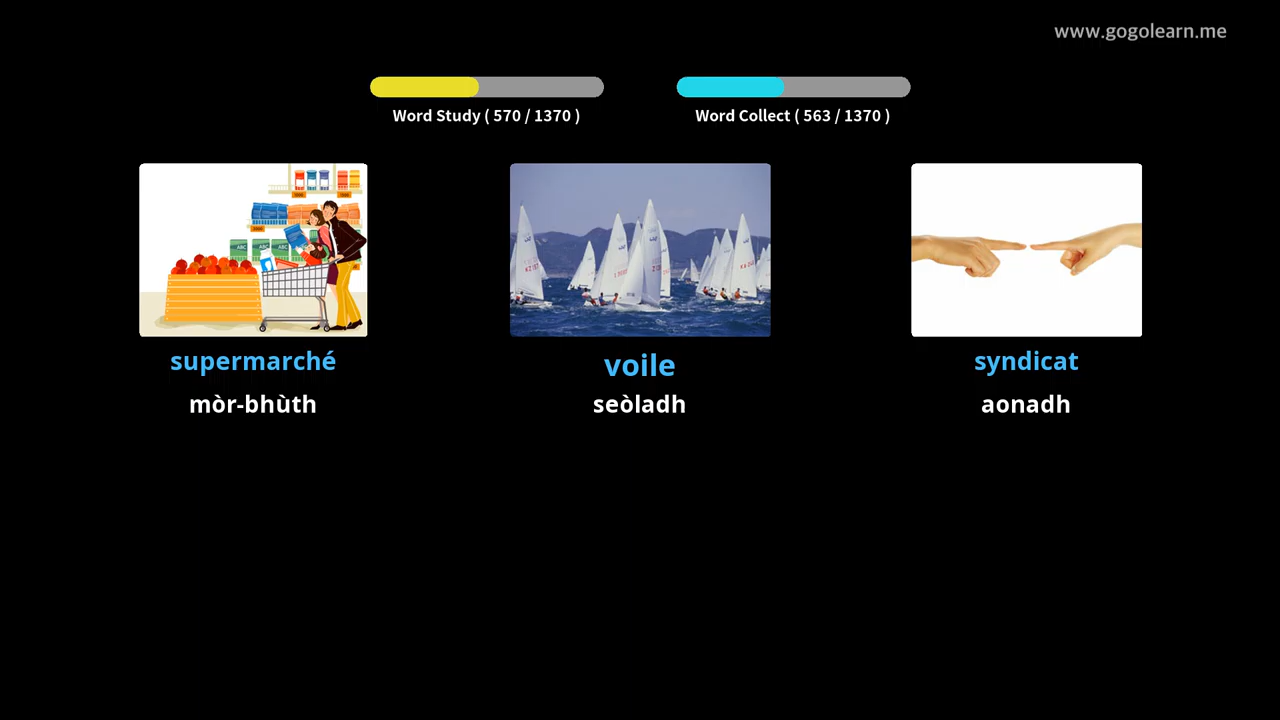 www.gogolearn.me
Word Study ( 570 / 1370 )
Word Collect ( 563 / 1370 )
supermarché
voile
syndicat
mòr-bhùth
seòladh
aonadh